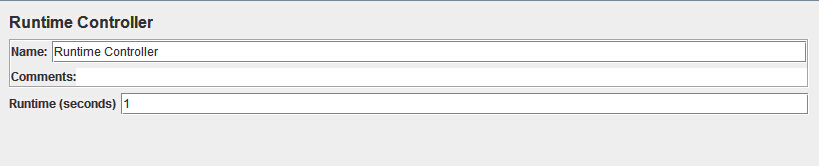 Runtime Controller
Name: Runtime Controller
Comments:
Runtime (seconds) 1